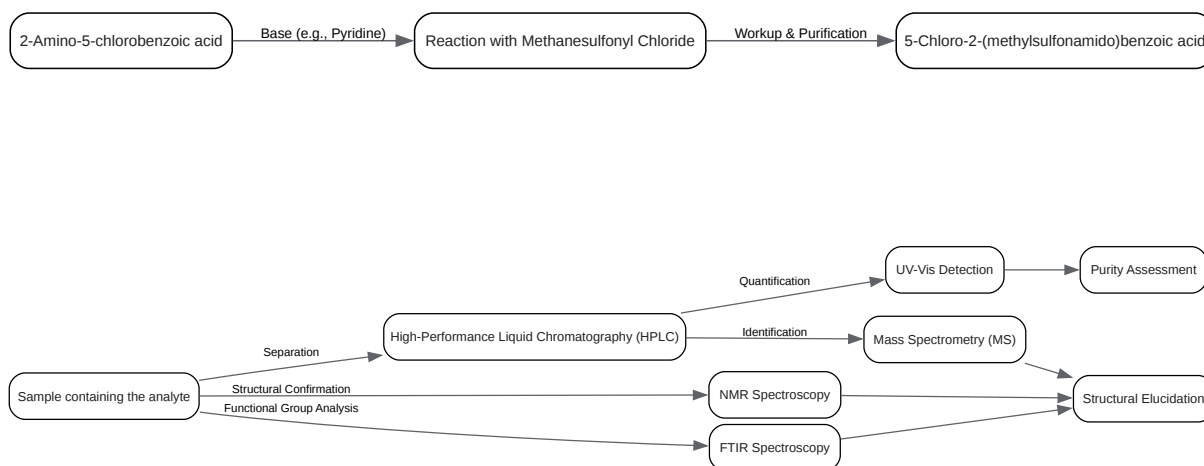 2-Amino-5-chlorobenzoic acid
Base (e.g., Pyridine)
Reaction with Methanesulfonyl Chloride
Workup & Purification
5-Chloro-2-(methylsulfonamido)benzoic acid
UV-Vis Detection
Purity Assessment
Quantification
High-Performance Liquid Chromatography (HPLC)
Identification
Mass Spectrometry (MS)
Separation
Sample containing the analyte
Structural Confirmation
NMR Spectroscopy
Structural Elucidation
Functional Group Analysis
FTIR Spectroscopy